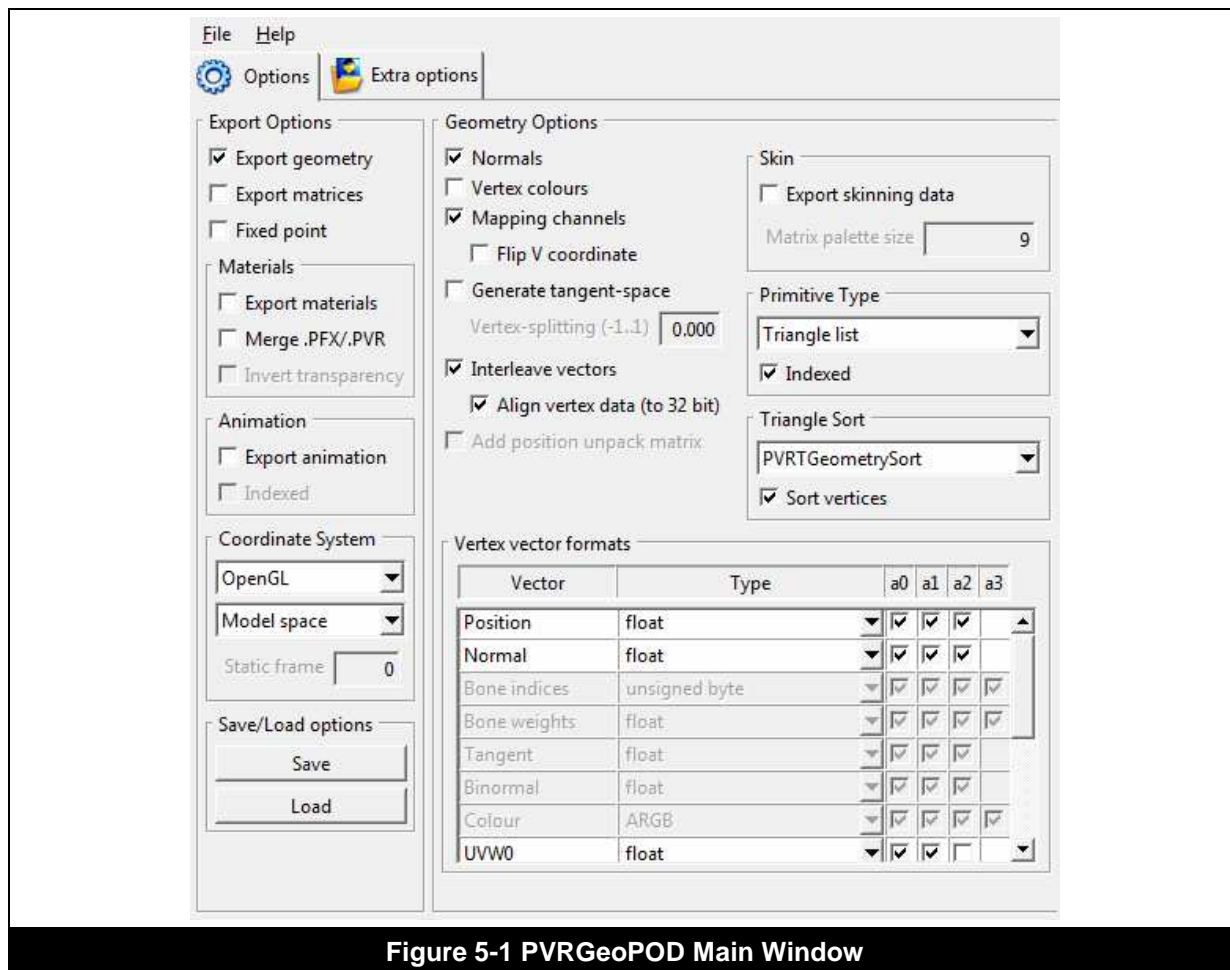 File Help
Options Extra options
Export Options
Export geometry
Export matrices
Fixed point
Materials
Export materials
Merge .PFX/.PVR
Invert transparency
Animation
Export animation
Indexed
Coordinate System
OpenGL
Model space
Static frame 0
Save/Load options
Save
Load
Geometry Options
Normals
Vertex colours
Mapping channels
Flip V coordinate
Generate tangent-space
Vertex-splitting (-1..1) 0.000
Interleave vectors
Align vertex data (to 32 bit)
Add position unpack matrix
Skin
Export skinning data
Matrix palette size 9
Primitive Type
Triangle list
Indexed
Triangle Sort
PVRTGeometrySort
Sort vertices
Vertex vector formats
Vector Type a0 a1 a2 a3
Position float
Normal float
Bone indices unsigned byte
Bone weights float
Tangent float
Binormal float
Colour ARGB
UVW0 float
Figure 5-1 PVRGeoPOD Main Window